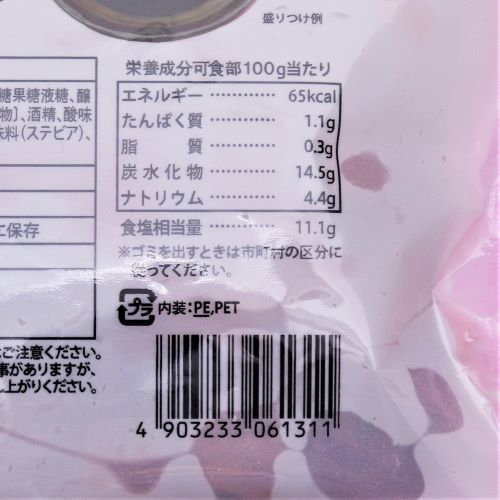 盛りつけ例
栄養成分可食部100g当たり
エネルギー ………… 65kcal
たんぱく質 ………… 1.1g
脂 質 ………… 0.3g
炭水化物 ………… 14.5g
ナトリウム ………… 4.4g
食塩相当量 ………… 11.1g
※ゴミを出すときは市町村の区分に
従ってください。
糖果糖液糖、醸
物〕、酒精、酸味
味料(ステビア)、
に保存
プラ 内装:PE,PET
はご注意ください。
事がありますが、
し上がりください。
4 903233 061311